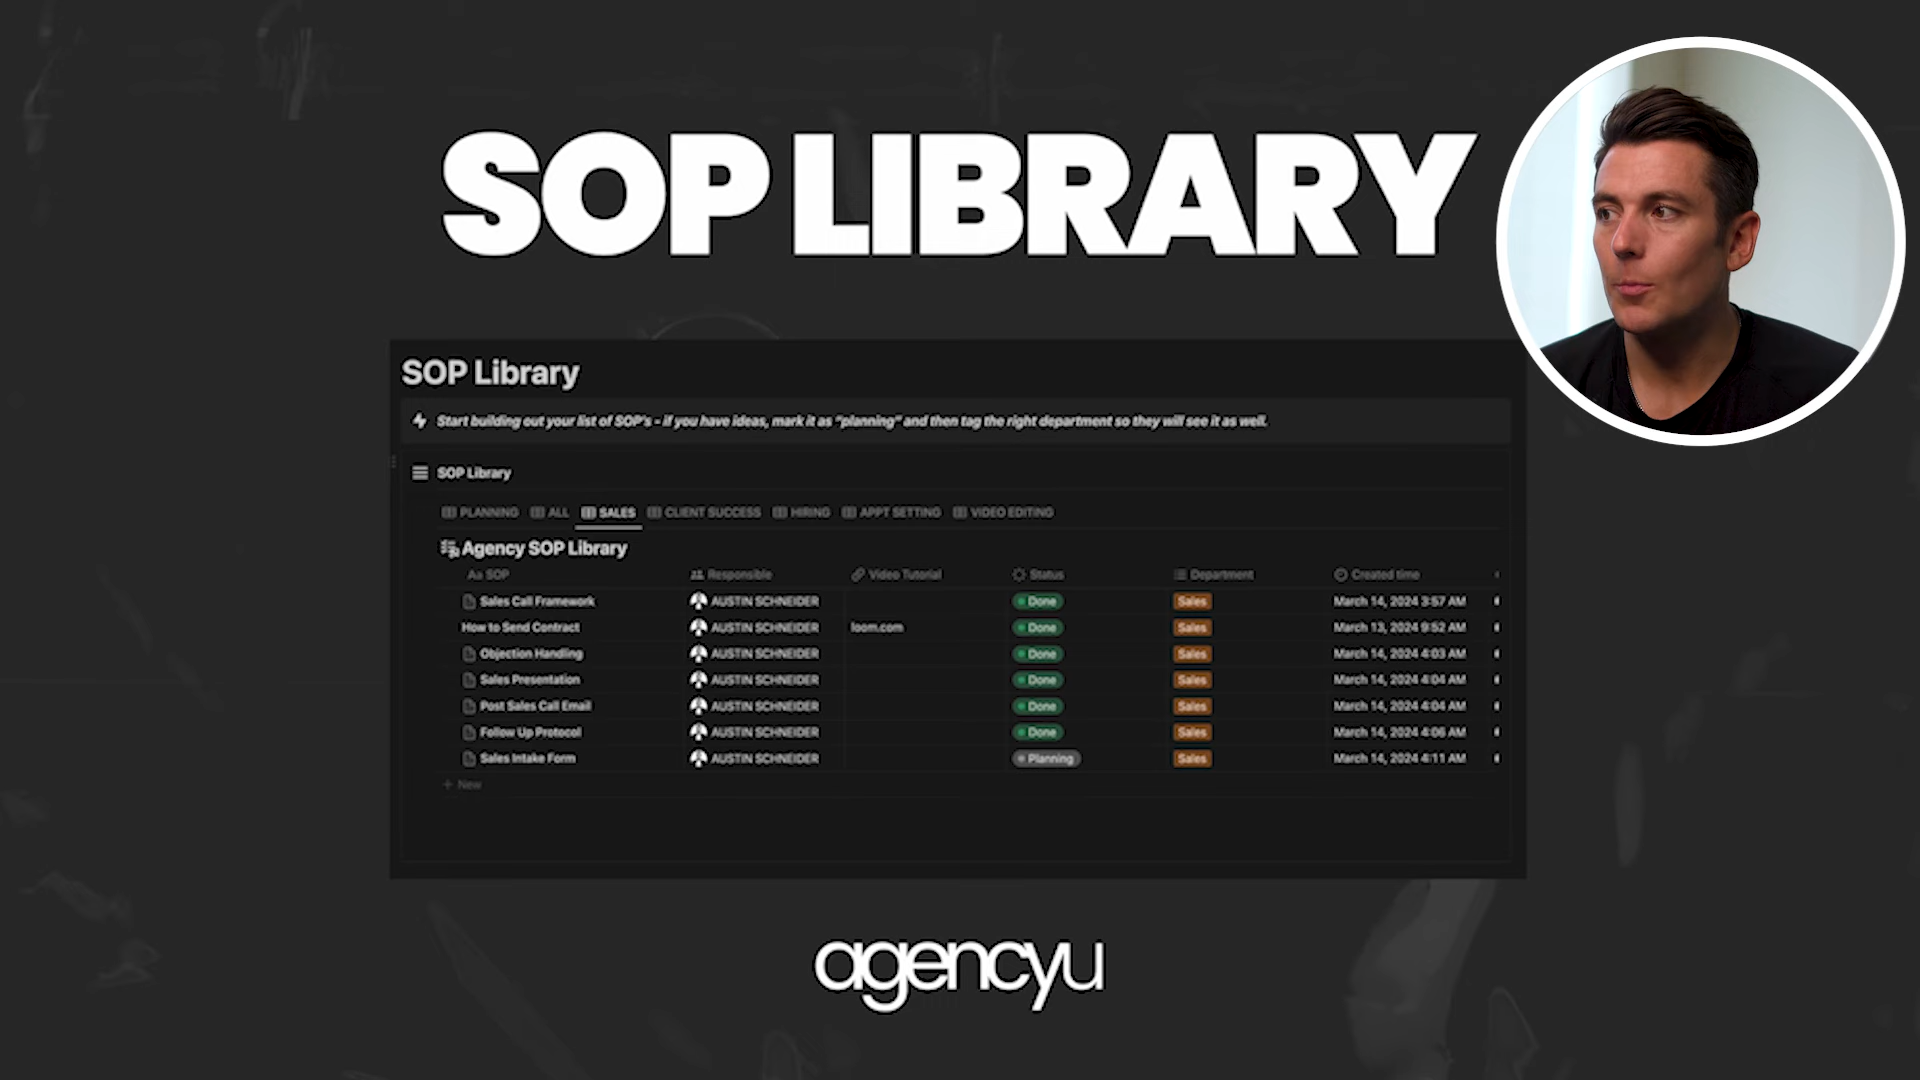 SOP LIBRARY
SOP Library
Start building out your list of SOP's - if you have ideas, mark it as "planning" and then tag the right department so they will see it as well.
SOP Library
PLANNING ALL SALES CLIENT SUCCESS HIRING APPT SETTING VIDEO EDITING
Agency SOP Library
Aa SOP Responsible Video Tutorial Status Department Created time
Sales Call Framework AUSTIN SCHNEIDER Done Sales March 14, 2024 3:57 AM
How to Send Contract AUSTIN SCHNEIDER loom.com Done Sales March 13, 2024 9:52 AM
Objection Handling AUSTIN SCHNEIDER Done Sales March 14, 2024 4:03 AM
Sales Presentation AUSTIN SCHNEIDER Done Sales March 14, 2024 4:04 AM
Post Sales Call Email AUSTIN SCHNEIDER Done Sales March 14, 2024 4:04 AM
Follow Up Protocol AUSTIN SCHNEIDER Done Sales March 14, 2024 4:06 AM
Sales Intake Form AUSTIN SCHNEIDER Planning Sales March 14, 2024 4:11 AM
+ New
agencyu